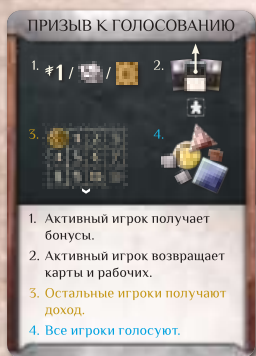 ПРИЗЫВ К ГОЛОСОВАНИЮ
1. 1 / / 2.
3. 4.
1. Активный игрок получает
бонусы.
2. Активный игрок возвращает
карты и рабочих.
3. Остальные игроки получают
доход.
4. Все игроки голосуют.